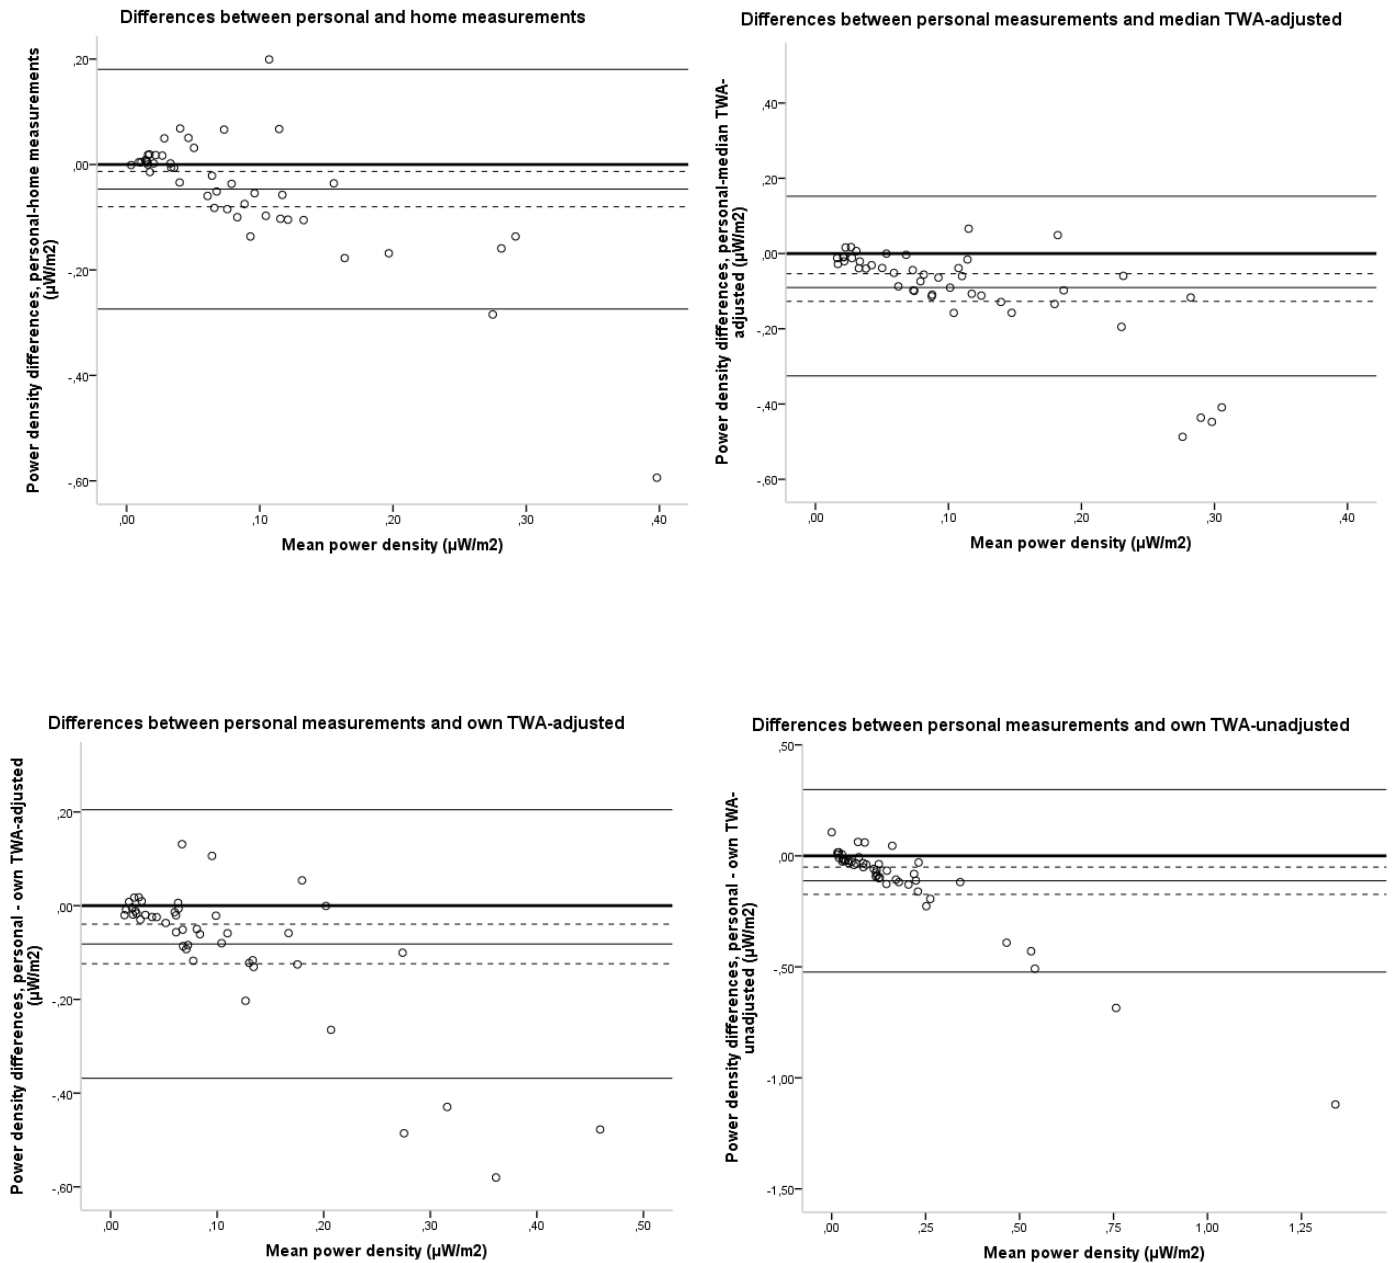 Differences between personal and home measurements
Power density differences, personal-home measurements
(µW/m2)
,20
,00
-,20
-,40
-,60
,00
,10
,20
,30
,40
Mean power density (µW/m2)
Differences between personal measurements and median TWA-adjusted
Power density differences, personal-median TWA-
adjusted (µW/m2)
,40
,20
,00
-,20
-,40
-,60
,00
,10
,20
,30
,40
Mean power density (µW/m2)
Differences between personal measurements and own TWA-adjusted
Power density differences, personal - own TWA-adjusted
(µW/m2)
,20
,00
-,20
-,40
-,60
,00
,10
,20
,30
,40
,50
Mean power density (µW/m2)
Differences between personal measurements and own TWA-unadjusted
Power density differences, personal - own TWA-
unadjusted (µW/m2)
,50
,00
-,50
-1,00
-1,50
,00
,25
,50
,75
1,00
1,25
Mean power density (µW/m2)